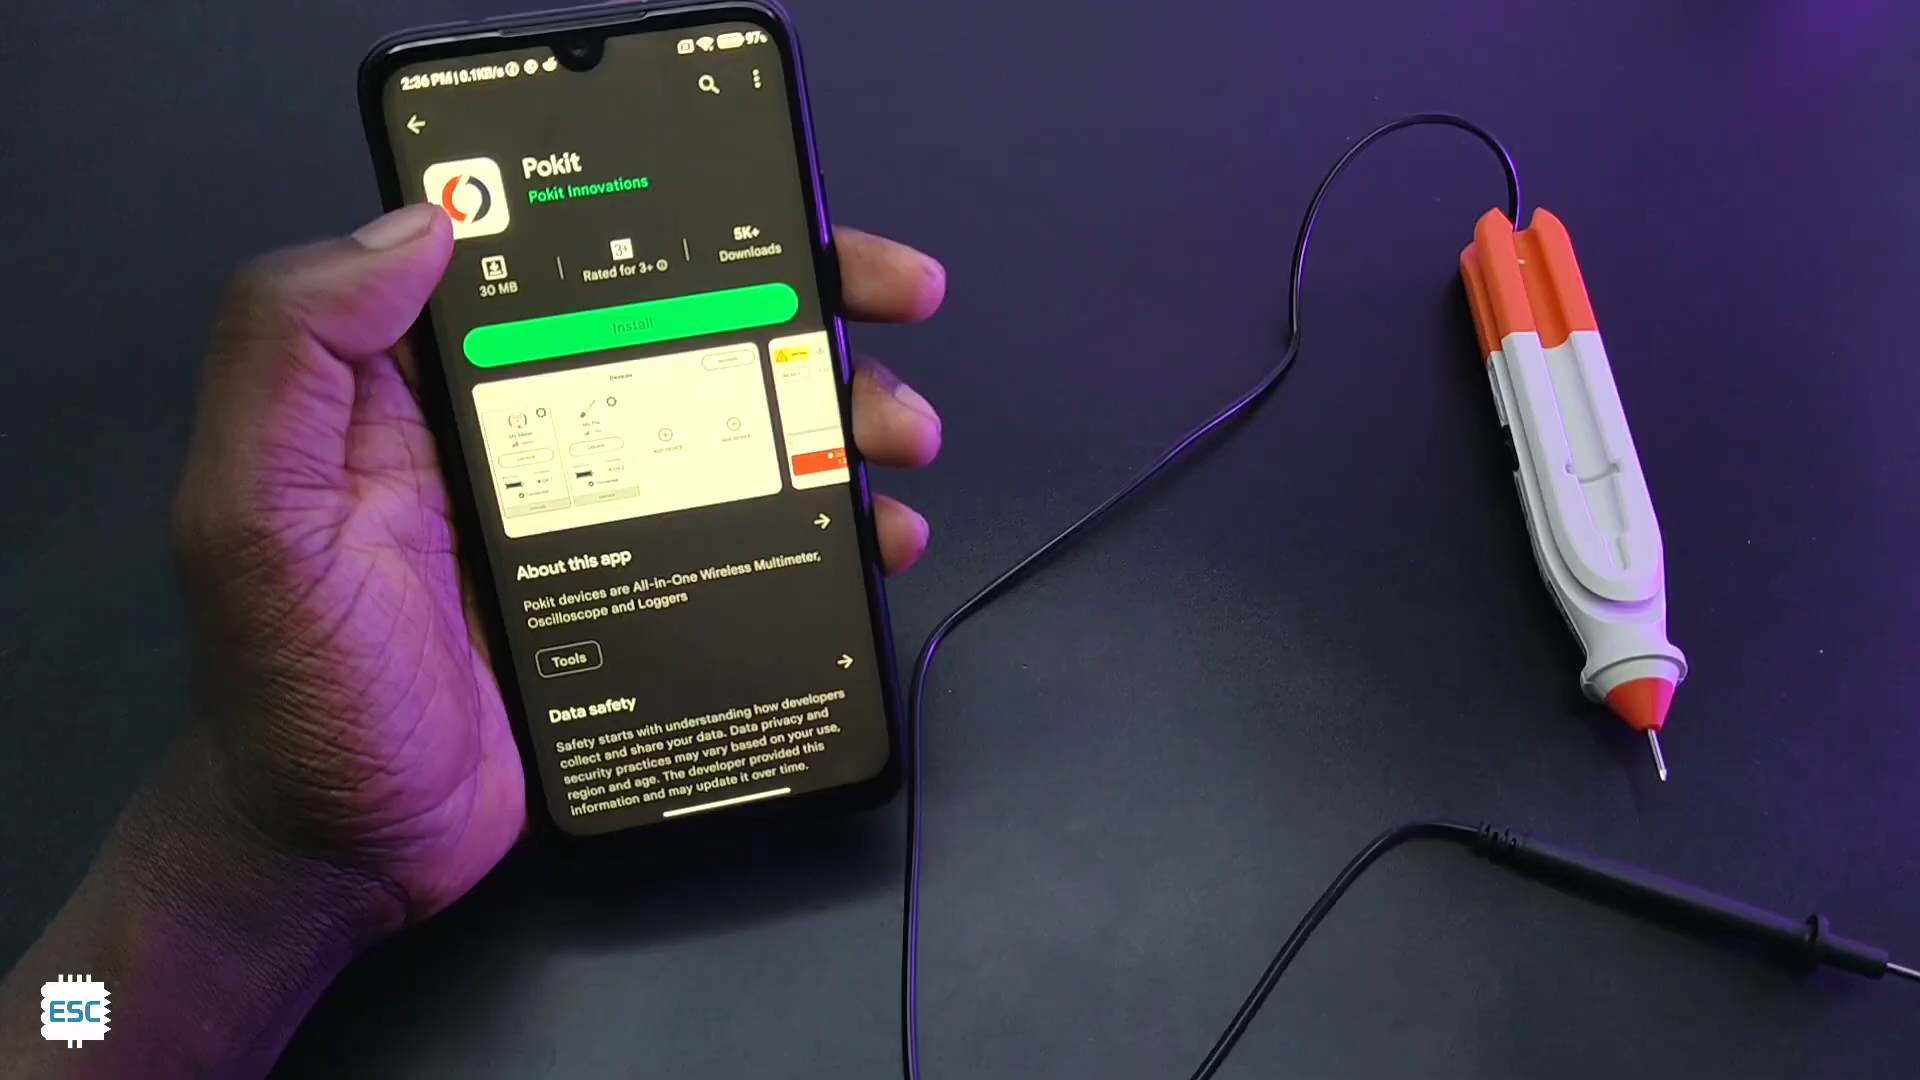 2:36 PM | 0.1KB/s
97%
Pokit
Pokit Innovations
30 MB
3+
Rated for 3+
5K+
Downloads
Install
Devices
About this app
Pokit devices are All-in-One Wireless Multimeter,
Oscilloscope and Loggers
Tools
Data safety
Safety starts with understanding how developers
collect and share your data. Data privacy and
security practices may vary based on your use,
region and age. The developer provided this
information and may update it over time.
ESC